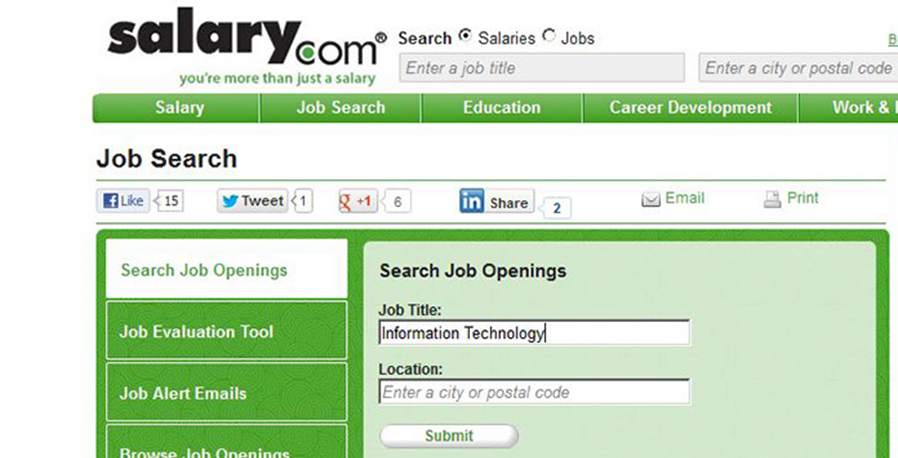 salary.com®
you're more than just a salary
Search Salaries Jobs
B
Enter a job title
Enter a city or postal code
Salary Job Search Education Career Development Work &
Job Search
Like 15 Tweet 1 +1 6 Share 2 Email Print
Search Job Openings
Job Evaluation Tool
Job Alert Emails
Browse Job Openings
Search Job Openings
Job Title:
Information Technology
Location:
Enter a city or postal code
Submit